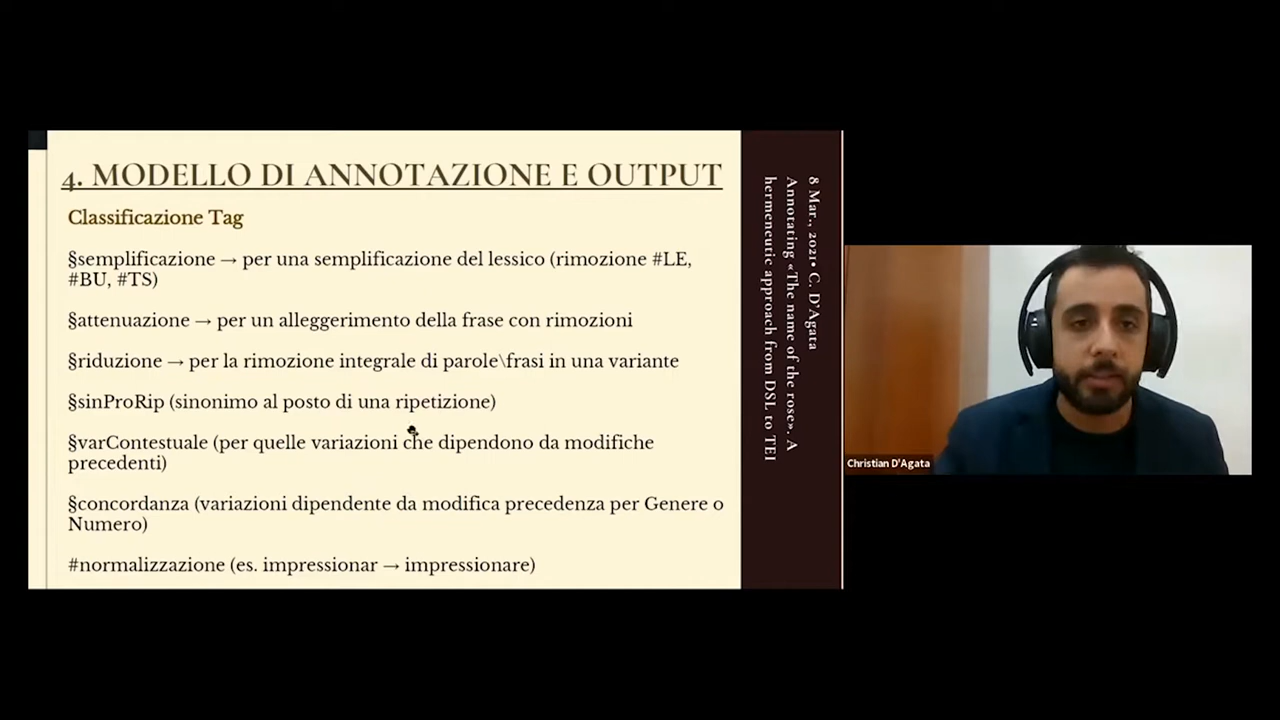 4. MODELLO DI ANNOTAZIONE E OUTPUT
Classificazione Tag
§semplificazione → per una semplificazione del lessico (rimozione #LE,
#BU, #TS)
§attenuazione → per un alleggerimento della frase con rimozioni
§riduzione → per la rimozione integrale di parole\frasi in una variante
§sinProRip (sinonimo al posto di una ripetizione)
§varContestuale (per quelle variazioni che dipendono da modifiche
precedenti)
§concordanza (variazioni dipendente da modifica precedenza per Genere o
Numero)
#normalizzazione (es. impressionar → impressionare)
8 Mar., 2021• C. D'Agata
Annotating «The name of the rose». A
hermeneutic approach from DSL to TEI
Christian D'Agata